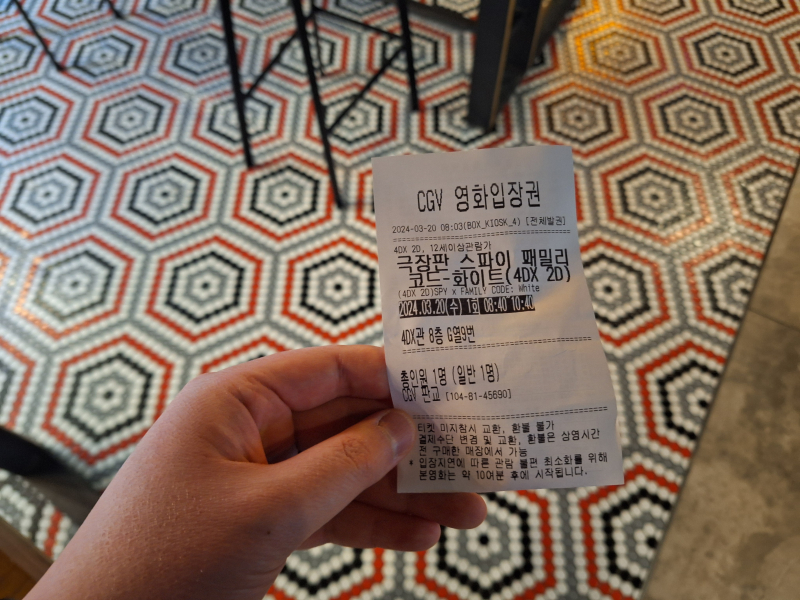 CGV 영화입장권
2024-03-20 08:03(BOX_KIOSK_4) [전체발권]
4DX 2D, 12세이상관람가
극장판 스파이 패밀리
코드-화이트(4DX 2D)
(4DX 2D)SPY x FAMILY CODE: White
2024.03.20(수) 1회 08:40 10:40
4DX관 8층 G열9번
총인원 1명 (일반 1명)
CGV 판교 [104-81-45690]
티켓 미지참시 교환, 환불 불가
결제수단 변경 및 교환, 환불은 상영시간
전 구매한 매장에서 가능
* 입장지연에 따른 관람 불편 최소화를 위해
본영화는 약 10여분 후에 시작됩니다.